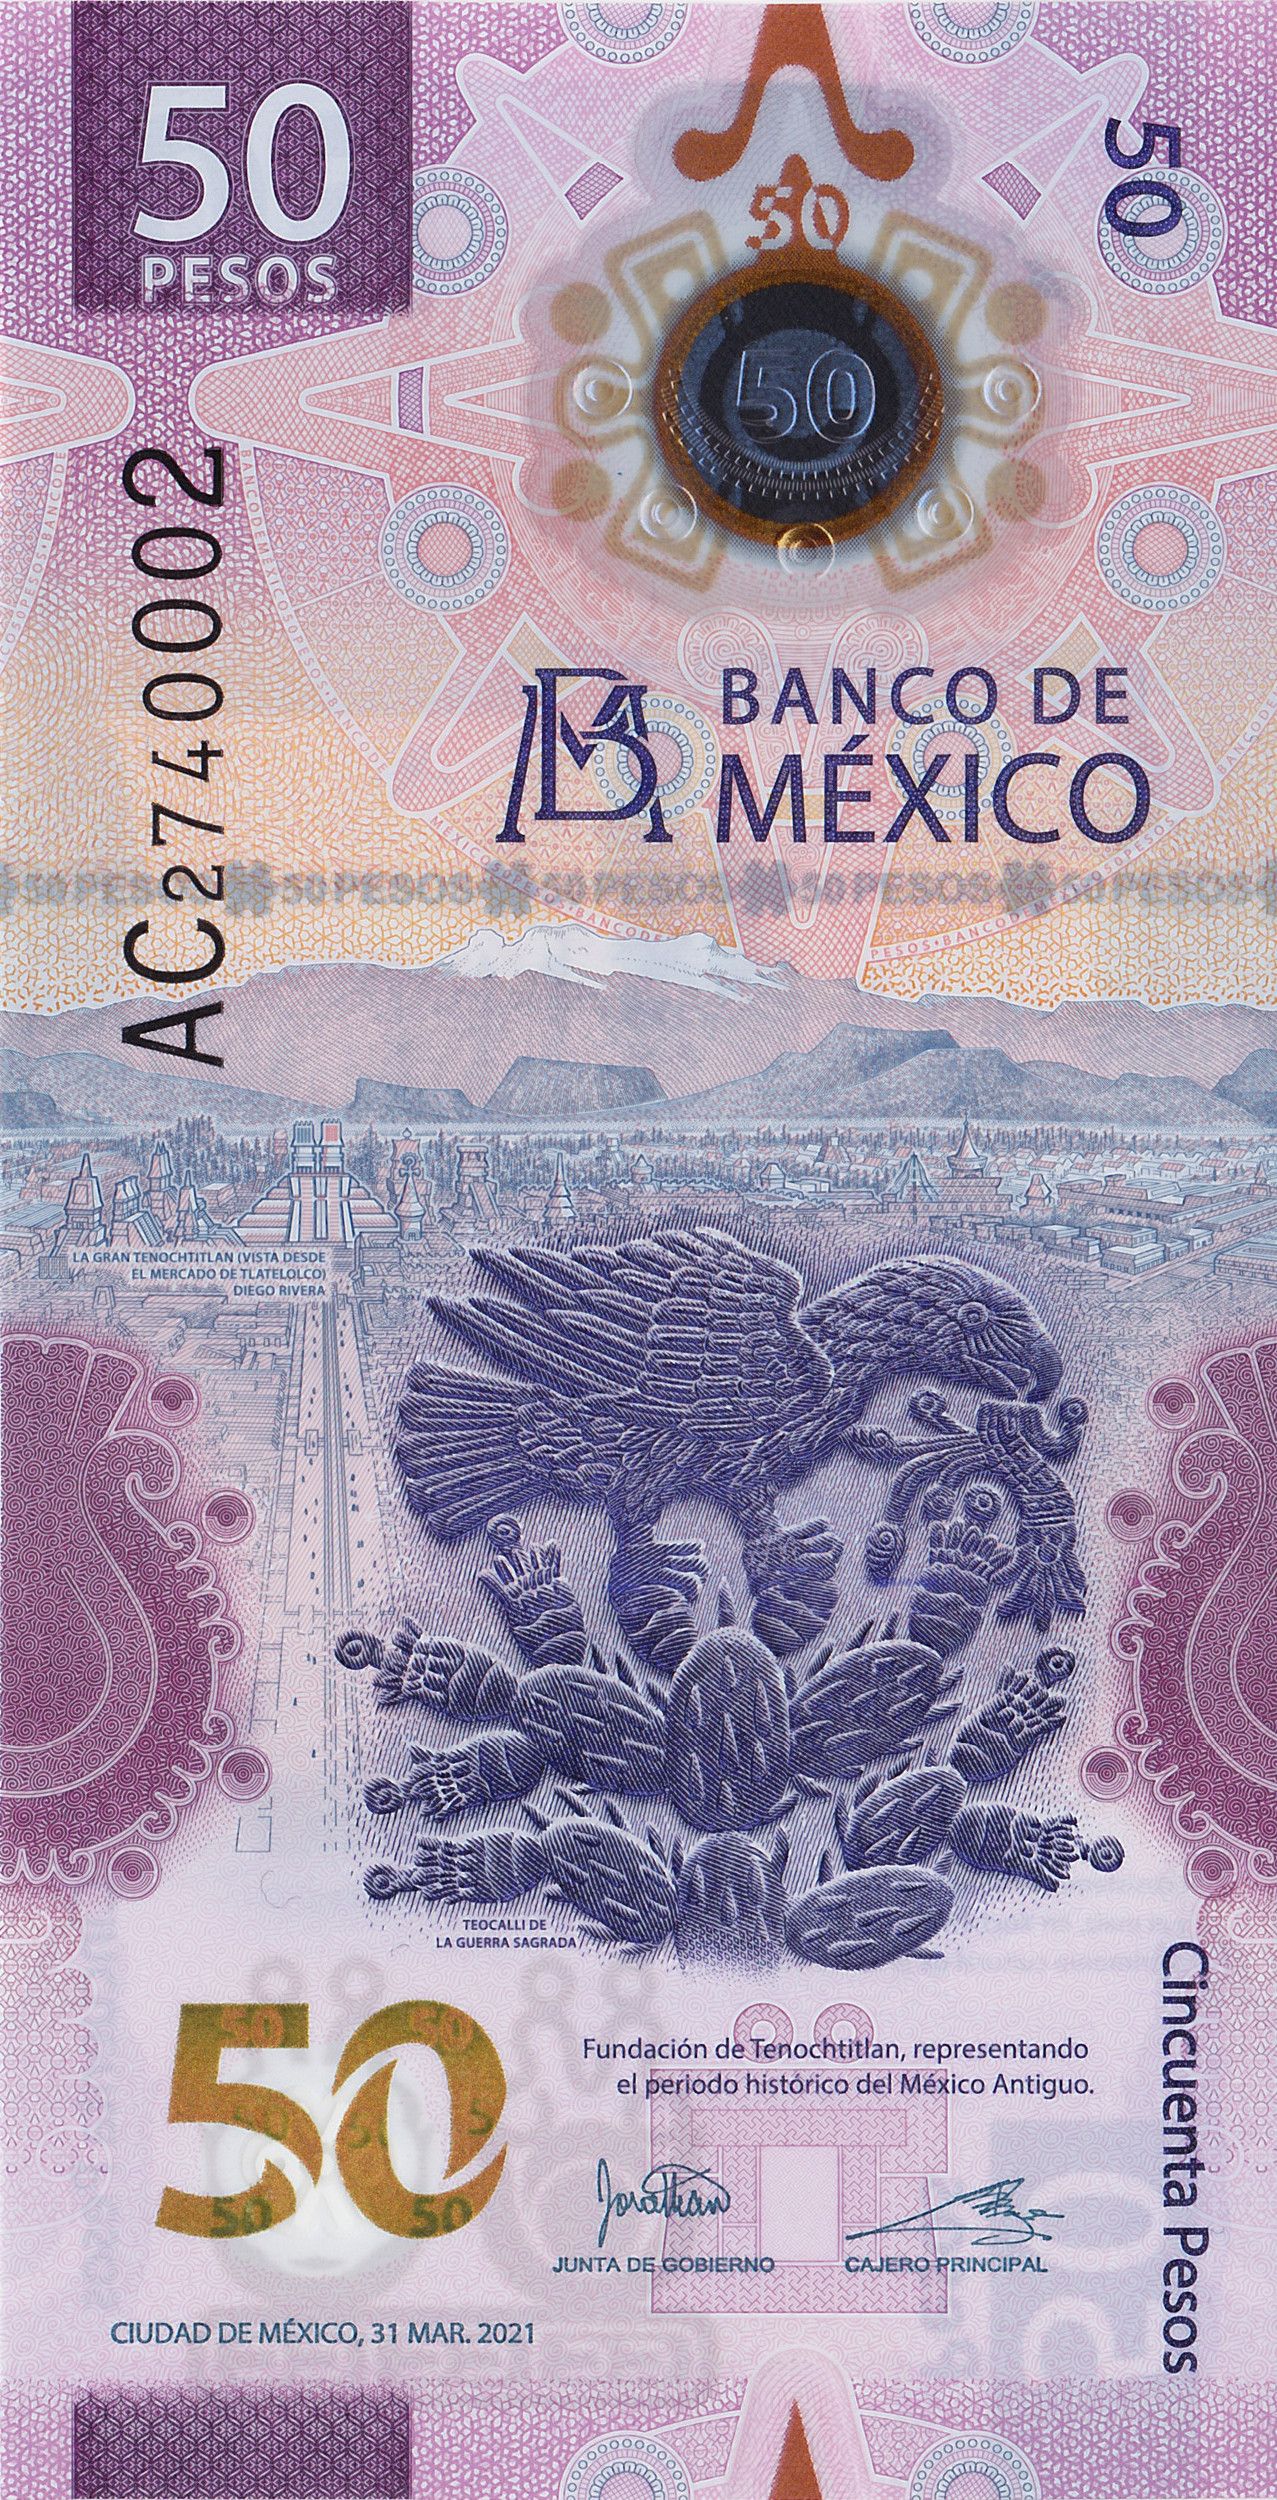 50
PESOS
50
50
50
AC2740002
BM
BANCO DE
MÉXICO
50 PESOS 50 PESOS 50 PESOS 50 PESOS
LA GRAN TENOCHTITLAN (VISTA DESDE
EL MERCADO DE TLATELOLCO)
DIEGO RIVERA
TEOCALLI DE
LA GUERRA SAGRADA
50
Fundación de Tenochtitlan, representando
el periodo histórico del México Antiguo.
JUNTA DE GOBIERNO
CAJERO PRINCIPAL
CIUDAD DE MÉXICO, 31 MAR. 2021
Cincuenta Pesos